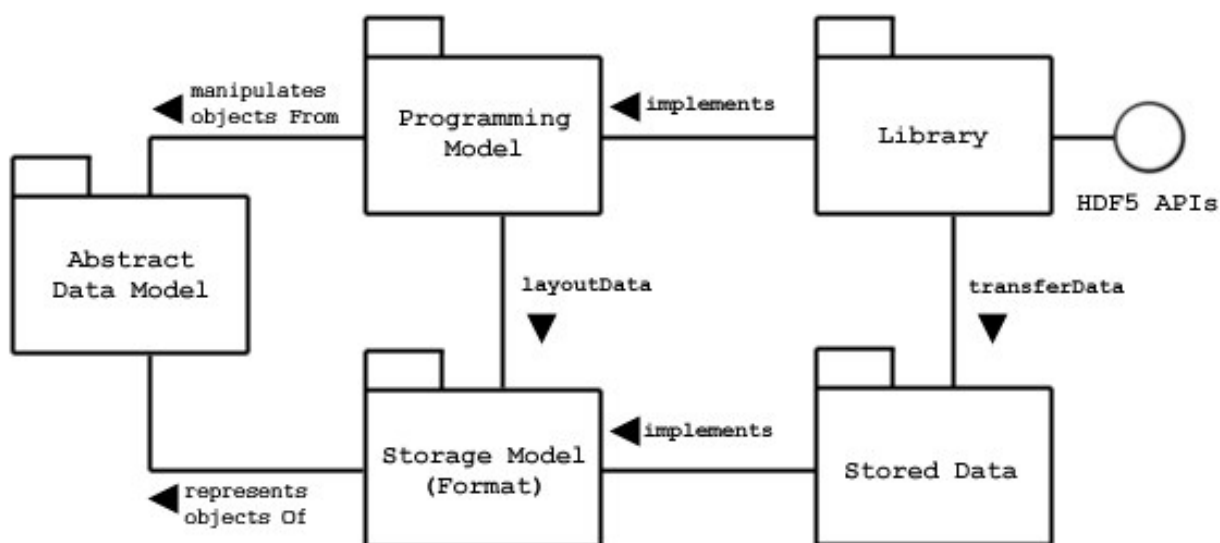 manipulates
objects From
Programming
Model
implements
Library
HDF5 APIs
Abstract
Data Model
layoutData
transferData
Storage Model
(Format)
implements
Stored Data
represents
objects Of